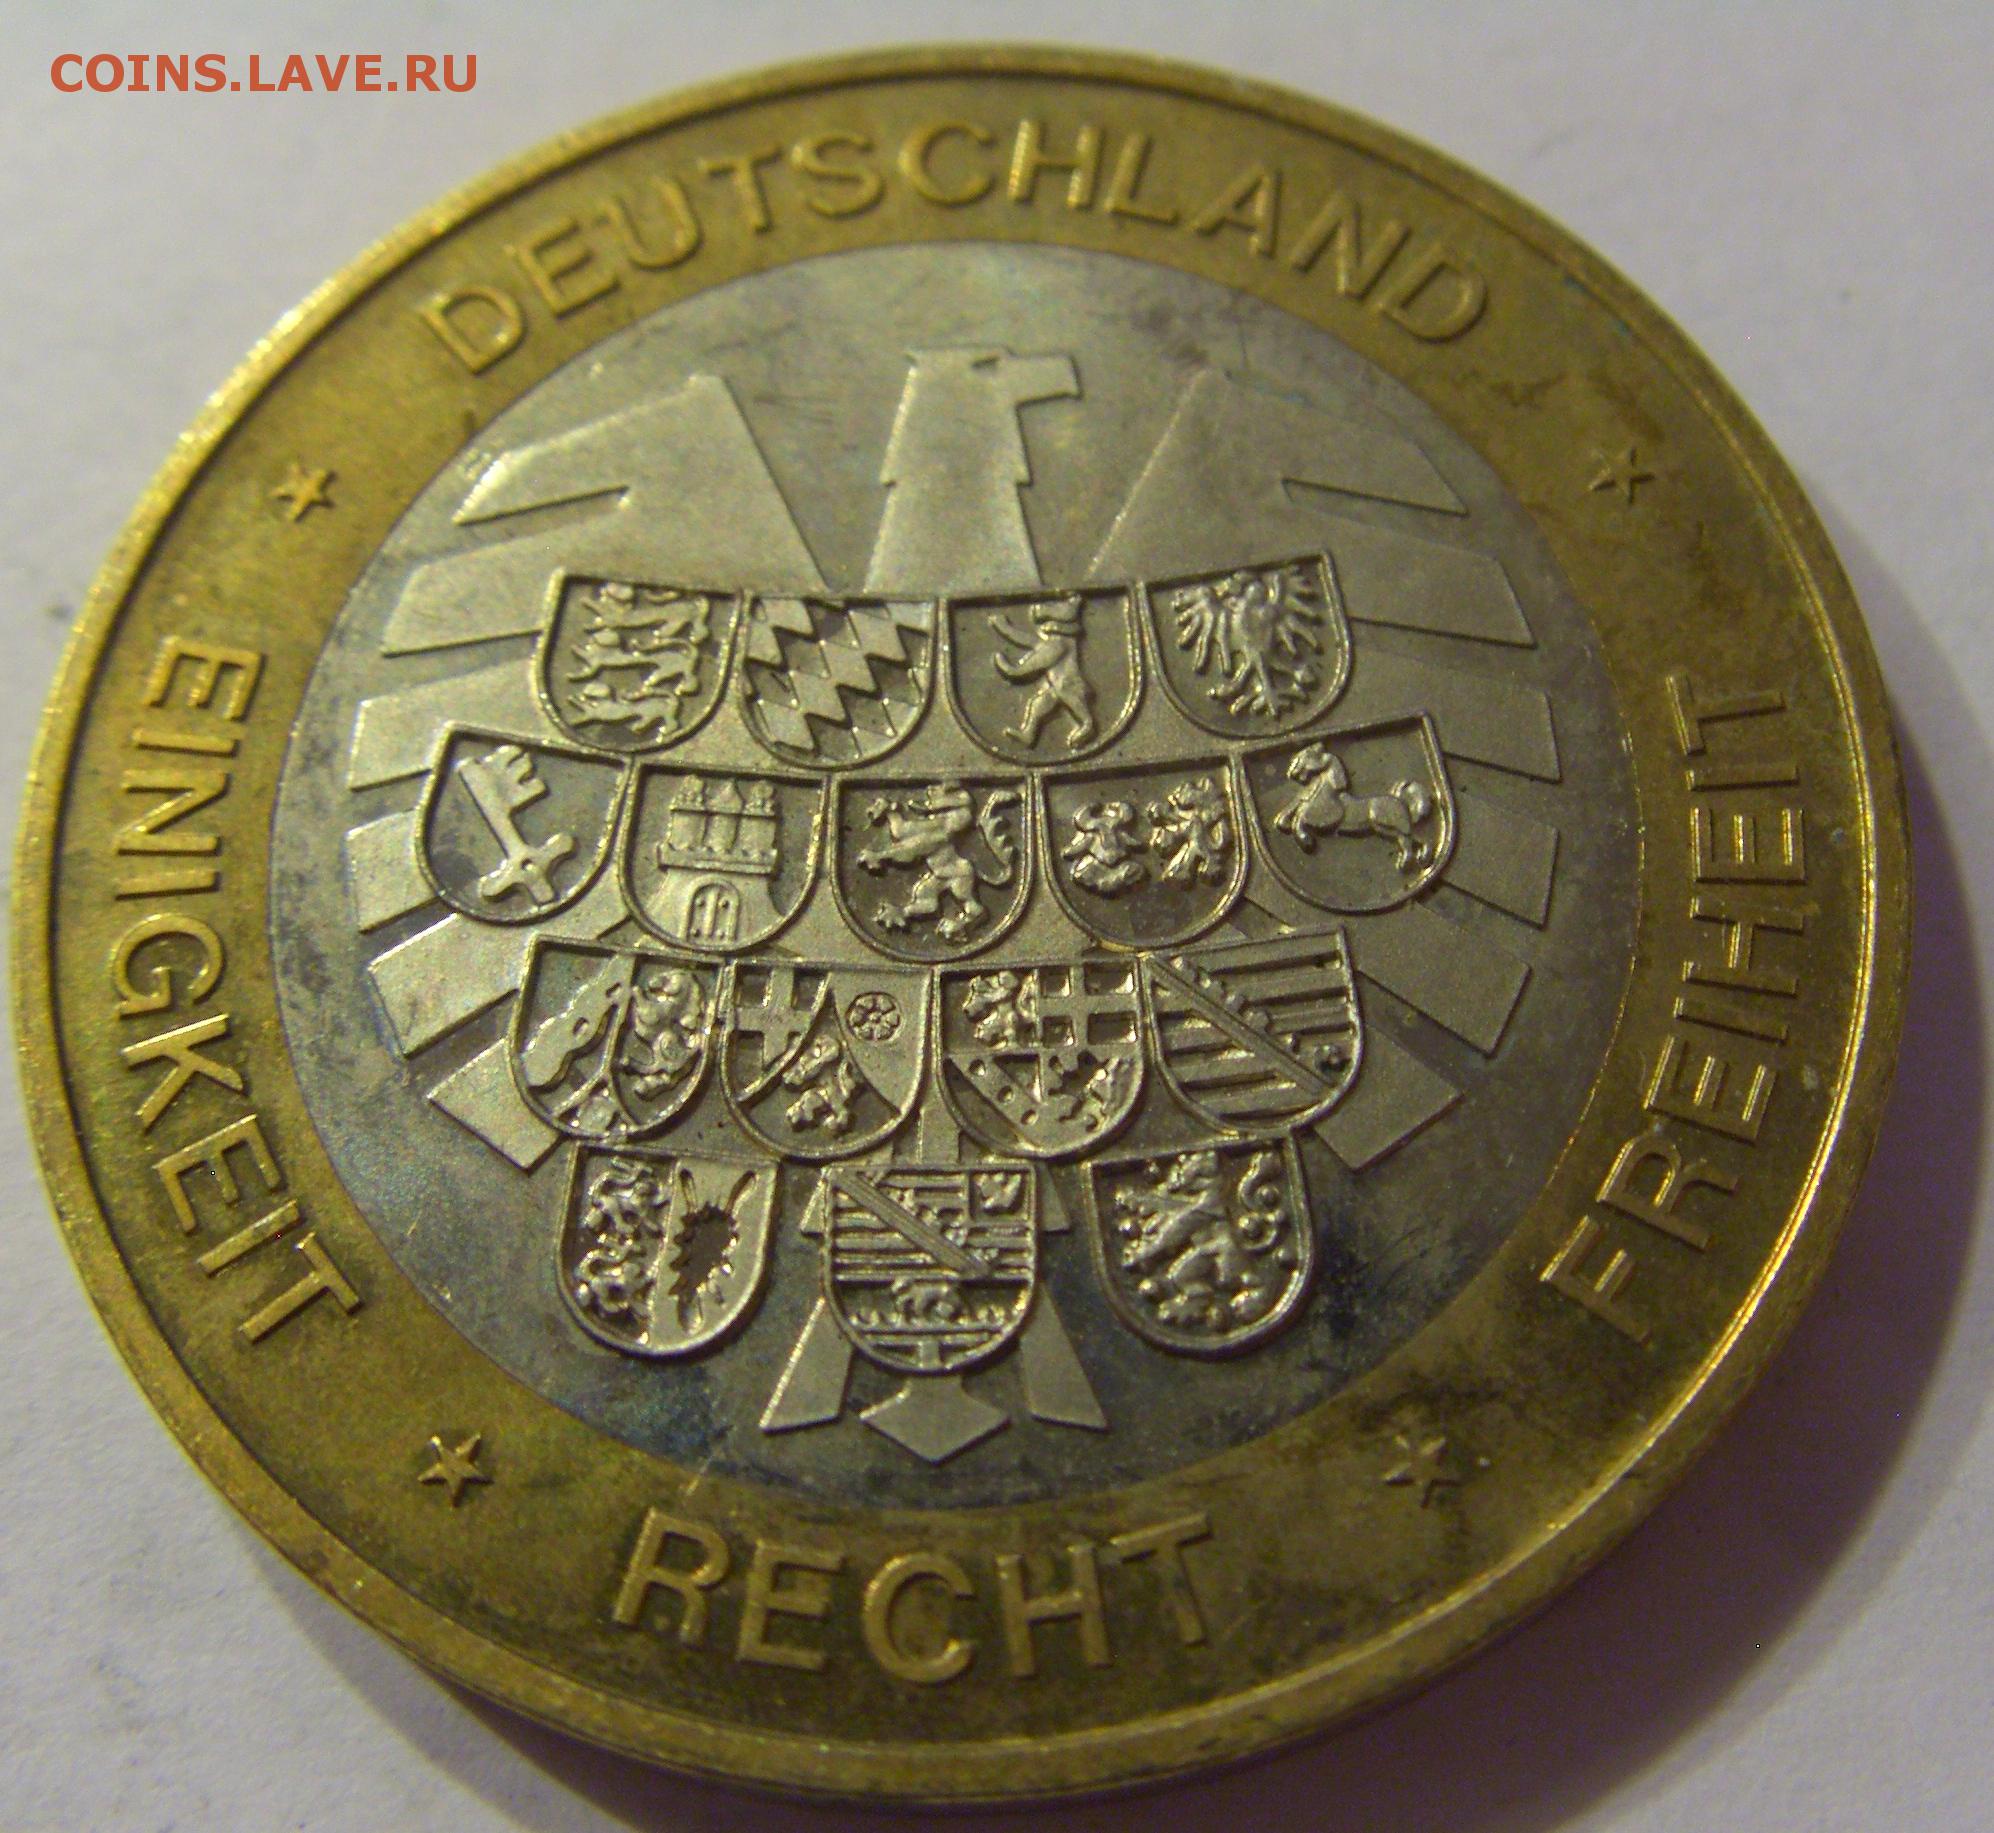 COINS.LAVE.RU
DEUTSCHLAND
EINIGKEIT
RECHT
FREIHEIT